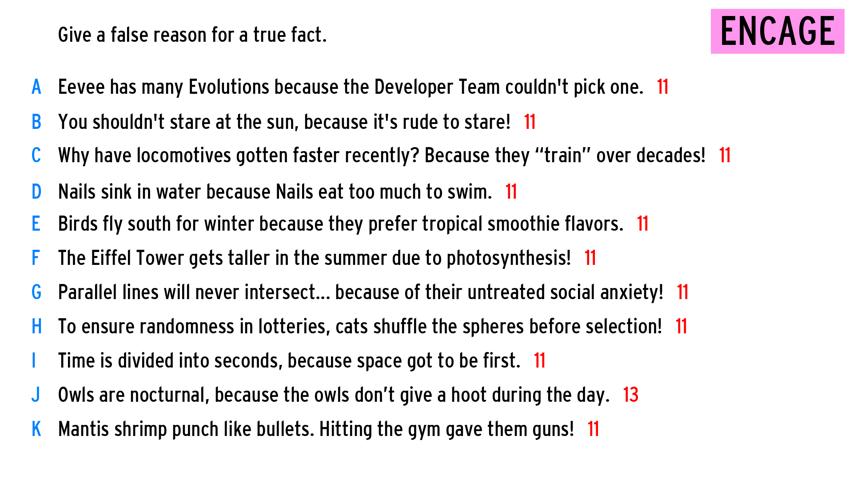 Give a false reason for a true fact.
ENCAGE
A Eevee has many Evolutions because the Developer Team couldn't pick one. 11
B You shouldn't stare at the sun, because it's rude to stare! 11
C Why have locomotives gotten faster recently? Because they “train” over decades! 11
D Nails sink in water because Nails eat too much to swim. 11
E Birds fly south for winter because they prefer tropical smoothie flavors. 11
F The Eiffel Tower gets taller in the summer due to photosynthesis! 11
G Parallel lines will never intersect... because of their untreated social anxiety! 11
H To ensure randomness in lotteries, cats shuffle the spheres before selection! 11
I Time is divided into seconds, because space got to be first. 11
J Owls are nocturnal, because the owls don’t give a hoot during the day. 13
K Mantis shrimp punch like bullets. Hitting the gym gave them guns! 11